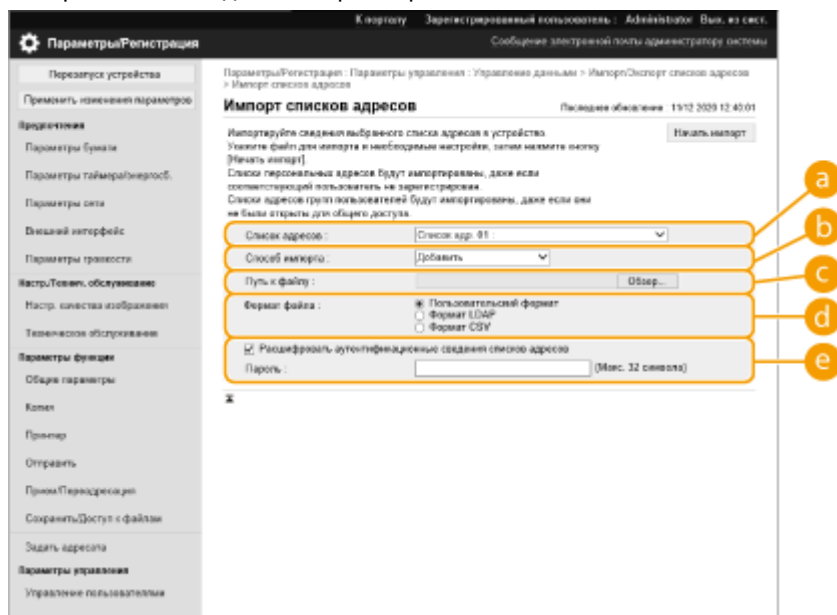 К порталу Зарегистрированный пользователь : Administrator Вых. из сист.
Параметры/Регистрация
Сообщение электронной почты администратору системы
Перезапуск устройства
Применить изменения параметров
Предпочтения
Параметры бумаги
Параметры таймера/энергосб.
Параметры сети
Внешний интерфейс
Параметры громкости
Настр./Технич. обслуживание
Настр. качества изображения
Техническое обслуживание
Параметры функции
Общие параметры
Копия
Принтер
Отправить
Прием/Переадресация
Сохранить/Доступ к файлам
Задать адресата
Параметры управления
Управление пользователями
Параметры/Регистрация : Параметры управления : Управление данными > Импорт/Экспорт списков адресов
> Импорт списков адресов
Импорт списков адресов
Последнее обновление : 11/12 2020 12:40:01
Импортируйте сведения выбранного списка адресов в устройство.
Начать импорт
Укажите файл для импорта и необходимые настройки, затем нажмите кнопку
[Начать импорт].
Списки персональных адресов будут импортированы, даже если
соответствующий пользователь не зарегистрирован.
Списки адресов групп пользователей будут импортированы, даже если они
не были открыты для общего доступа.
Список адресов : Список адр. 01 :
a
Способ импорта : Добавить
b
Путь к файлу : Обзор...
c
Формат файла : Пользовательский формат
Формат LDAP
Формат CSV
d
Расшифровать аутентификационные сведения списков адресов
Пароль : (Макс. 32 символа)
e